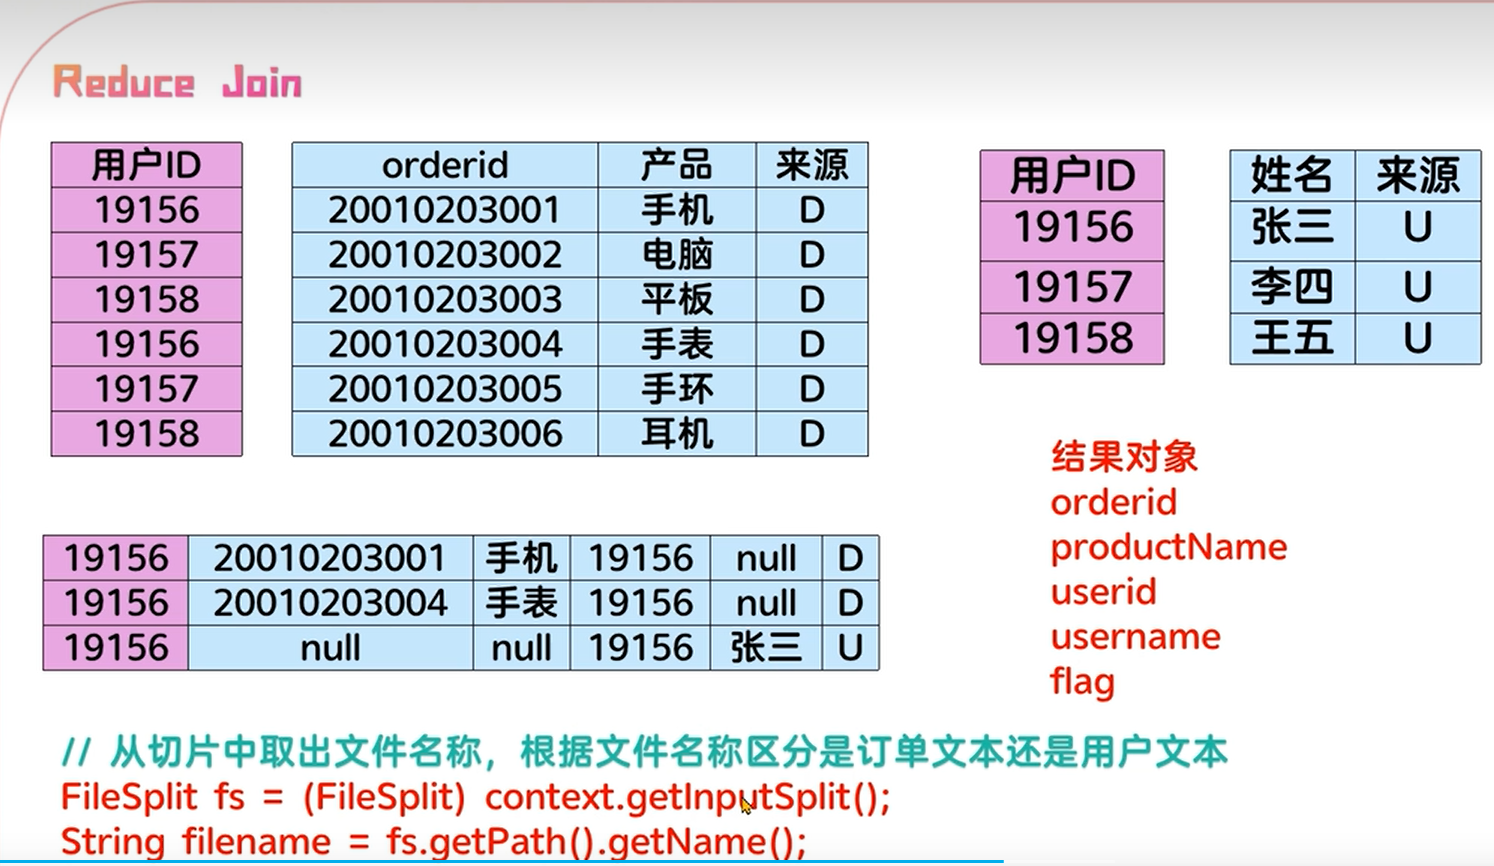 Reduce Join
用户ID
19156
19157
19158
19156
19157
19158
orderid 产品 来源
20010203001 手机 D
20010203002 电脑 D
20010203003 平板 D
20010203004 手表 D
20010203005 手环 D
20010203006 耳机 D
用户ID
19156
19157
19158
姓名 来源
张三 U
李四 U
王五 U
结果对象
orderid
productName
userid
username
flag
19156 20010203001 手机 19156 null D
19156 20010203004 手表 19156 null D
19156 null null 19156 张三 U
// 从切片中取出文件名称，根据文件名称区分是订单文本还是用户文本
FileSplit fs = (FileSplit) context.getInputSplit();
String filename = fs.getPath().getName();